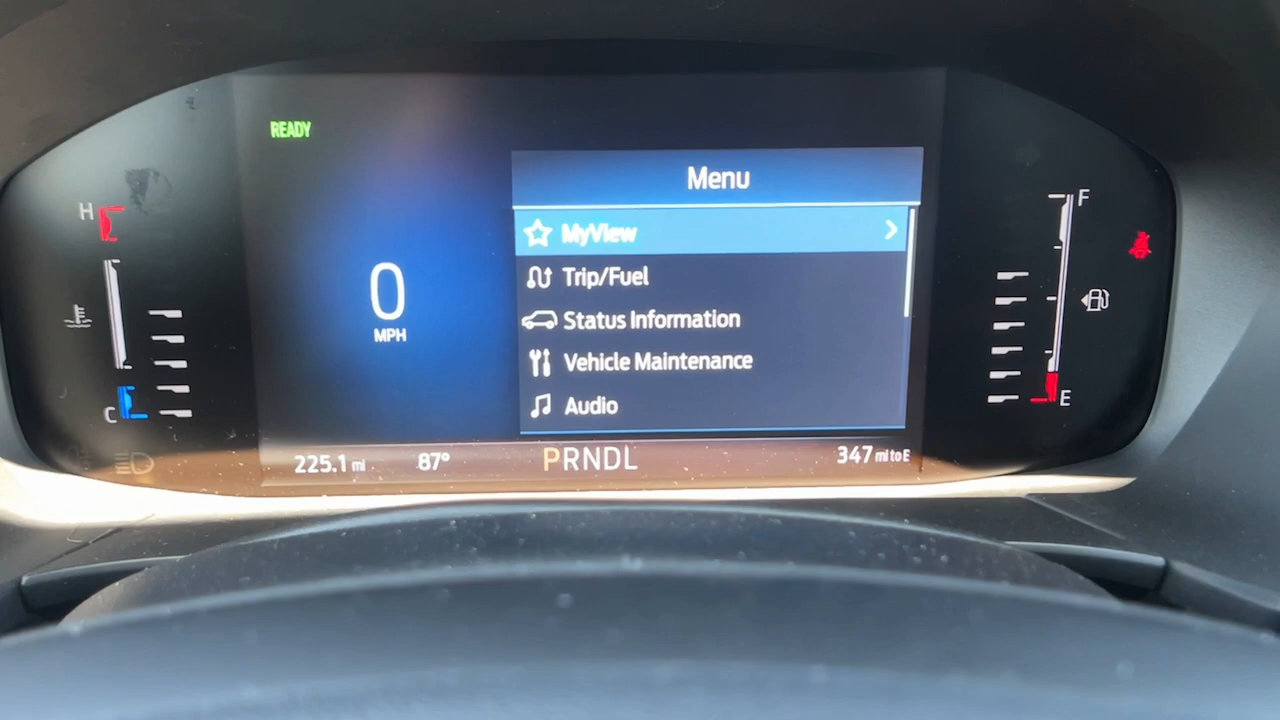 READY
Menu
H
F
MyView
Trip/Fuel
0
Status Information
MPH
Vehicle Maintenance
C
E
Audio
225.1 mi 87° PRNDL 347 mi to E